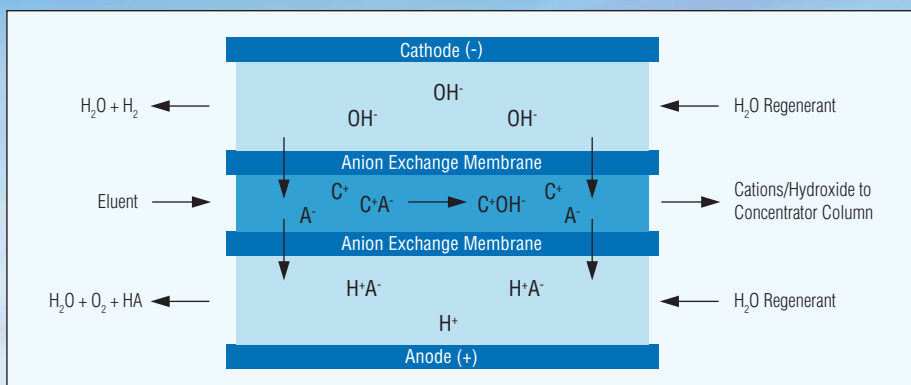 Cathode (-)
H₂O + H₂
OH⁻
OH⁻
OH⁻
H₂O Regenerant
Anion Exchange Membrane
Eluent
A⁻
C⁺
C⁺A⁻
C⁺OH⁻
C⁺
A⁻
Cations/Hydroxide to
Concentrator Column
Anion Exchange Membrane
H₂O + O₂ + HA
H⁺A⁻
H⁺A⁻
H⁺
H₂O Regenerant
Anode (+)